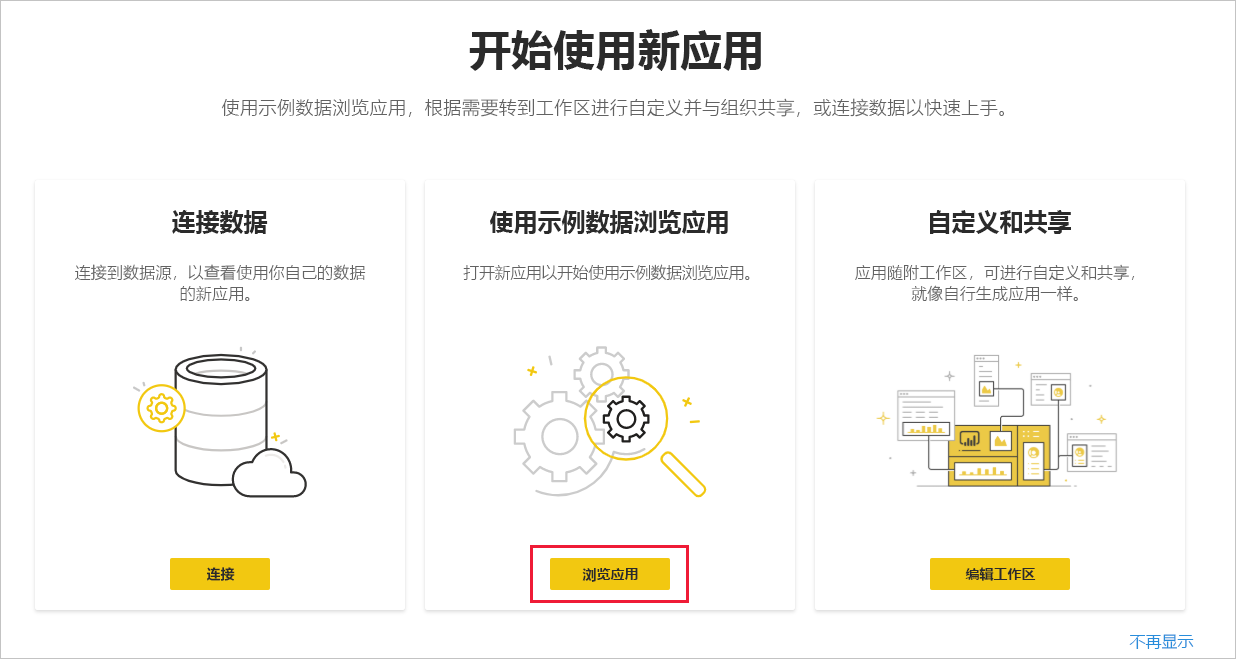 开始使用新应用
使用示例数据浏览应用，根据需要转到工作区进行自定义并与组织共享，或连接数据以快速上手。
连接数据
连接到数据源，以查看使用你自己的数据
的新应用。
连接
使用示例数据浏览应用
打开新应用以开始使用示例数据浏览应用。
浏览应用
自定义和共享
应用随附工作区，可进行自定义和共享，
就像自行生成应用一样。
编辑工作区
不再显示